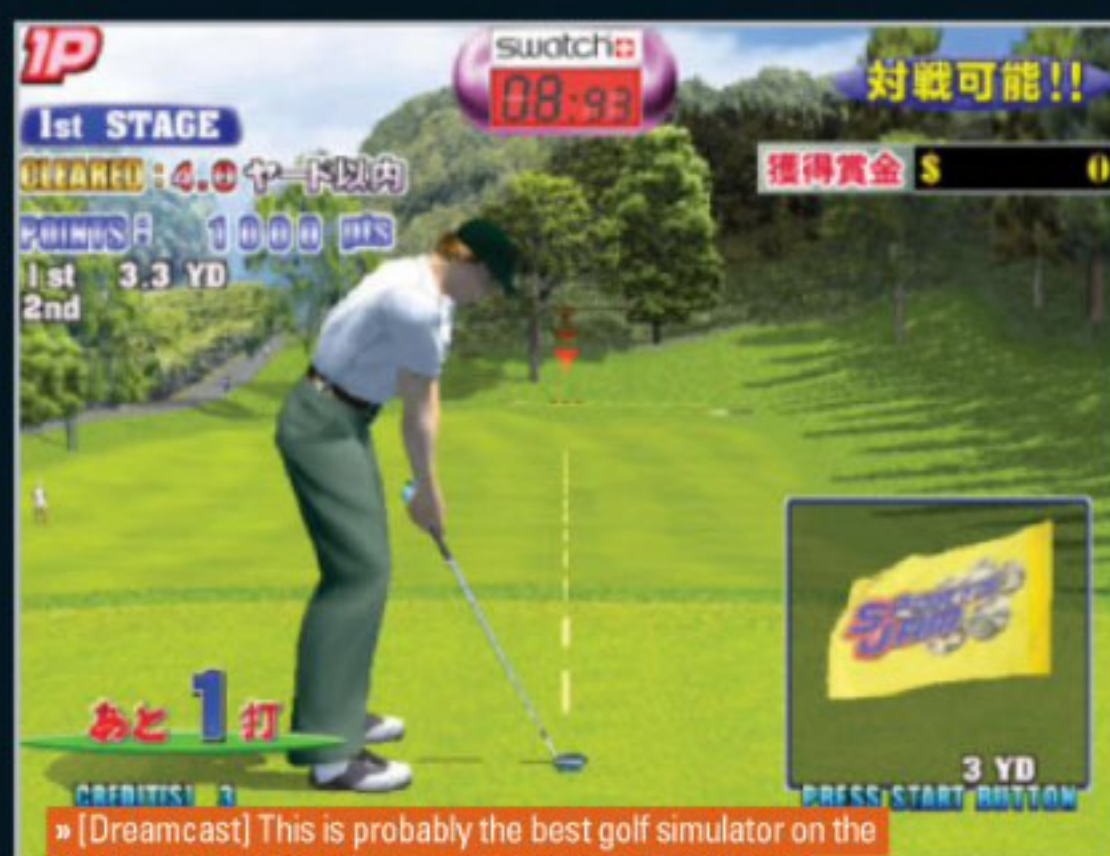 1P
swatch
08:93
対戦可能!!
1st STAGE
CLEARED:4.0ヤード以内
獲得賞金 $ 0
POINTS: 1000 pts
1st 3.3 YD
2nd
SPORTS
JAM
あと1打
3 YD
CREDIT(S) 3
PRESS START BUTTON
» [Dreamcast] This is probably the best golf simulator on the